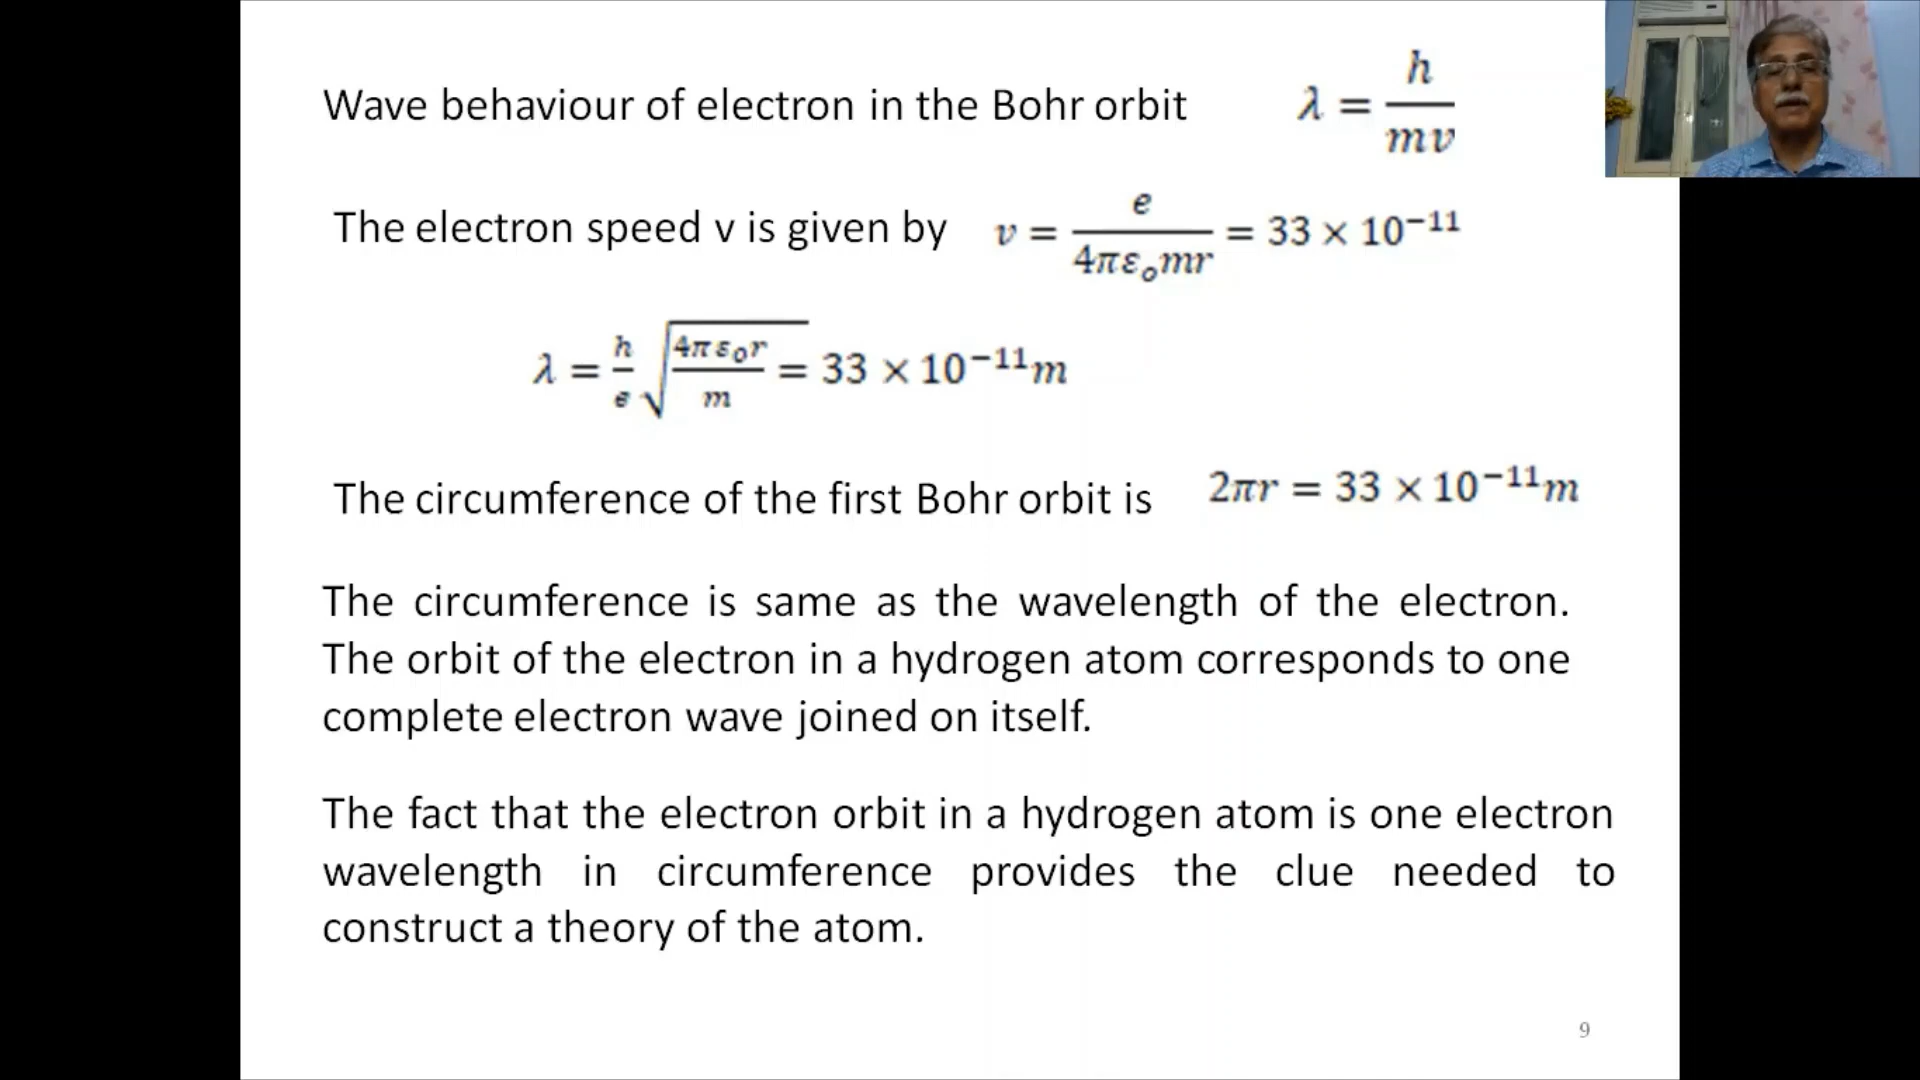 Wave behaviour of electron in the Bohr orbit λ = h/mv
The electron speed v is given by v = e/4πε₀mr = 33 × 10⁻¹¹
λ = h/e √(4πε₀r/m =) 33 × 10⁻¹¹m
The circumference of the first Bohr orbit is 2πr = 33 × 10⁻¹¹m
The circumference is same as the wavelength of the electron.
The orbit of the electron in a hydrogen atom corresponds to one
complete electron wave joined on itself.
The fact that the electron orbit in a hydrogen atom is one electron
wavelength in circumference provides the clue needed to
construct a theory of the atom.
9